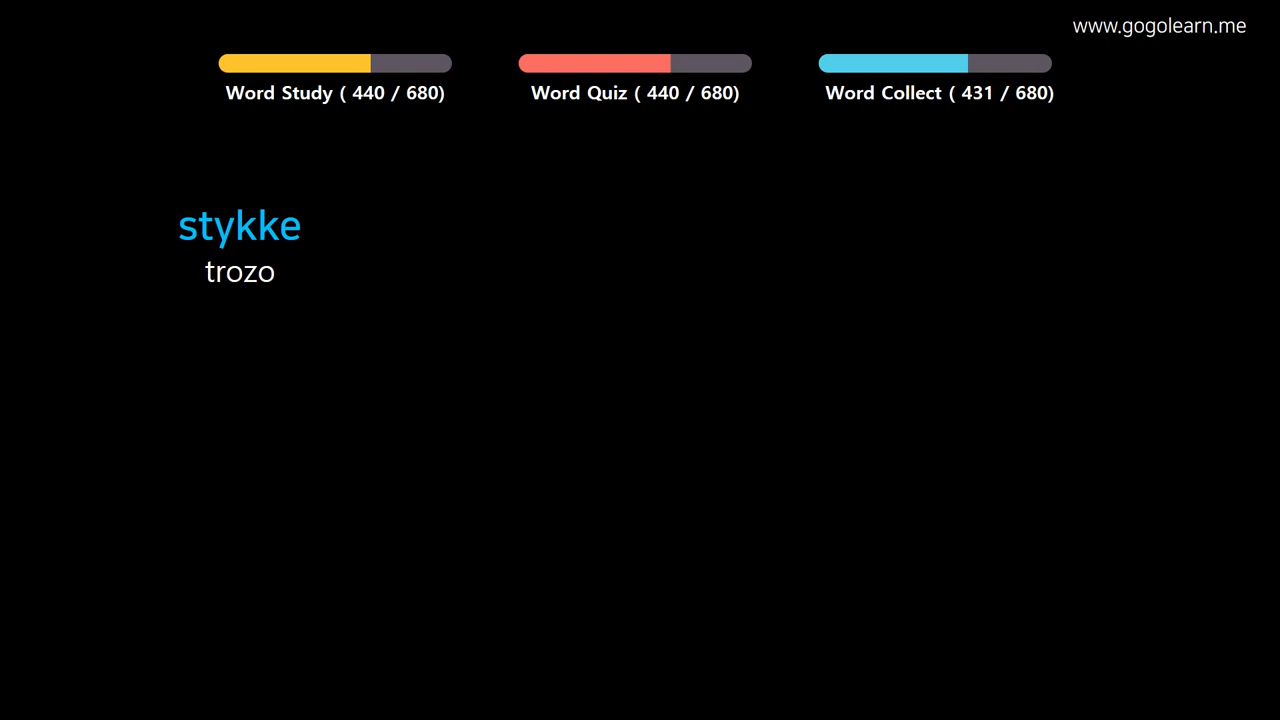 www.gogolearn.me
Word Study ( 440 / 680)
Word Quiz ( 440 / 680)
Word Collect ( 431 / 680)
stykke
trozo